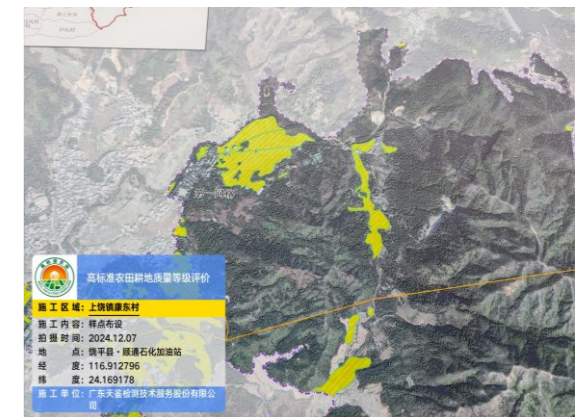 高标准农田耕地质量等级评价
施工区域：上饶镇康东村
施工内容：样点布设
拍摄时间：2024.12.07
地　　点：饶平县·顺通石化加油站
经　　度：116.912796
纬　　度：24.169178
施工单位：广东天鉴检测技术服务股份有限公司